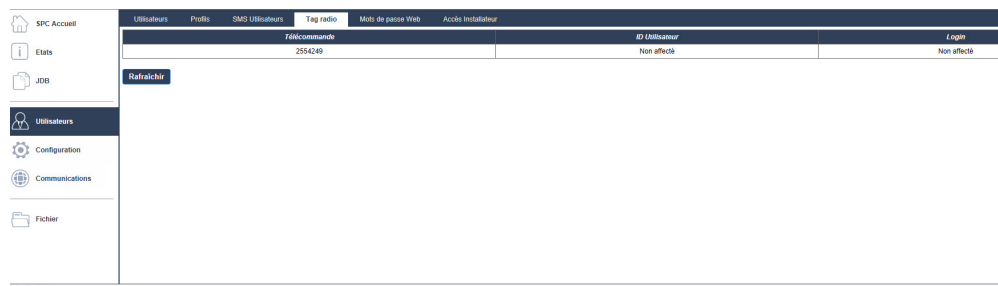 SPC Accueil
Etats
JDB
Utilisateurs
Configuration
Communications
Fichier
Utilisateurs Profils SMS Utilisateurs Tag radio Mots de passe Web Accès Installateur
Télécommande ID Utilisateur Login
2554249 Non affecté Non affecté
Rafraîchir